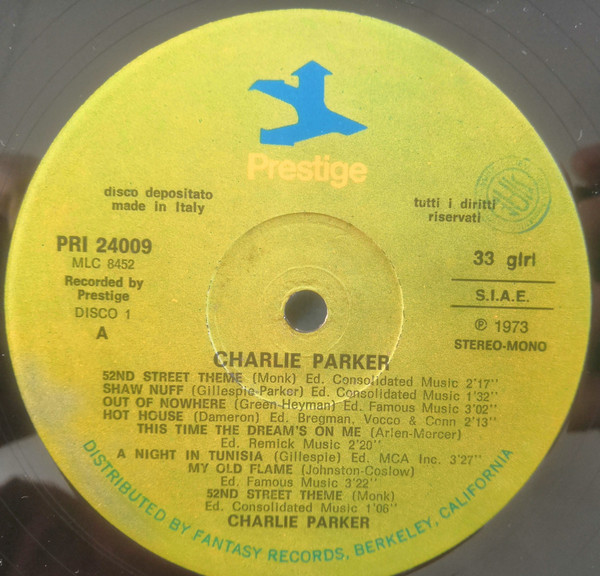 Prestige
disco depositato
made in Italy
tutti i diritti
riservati
PRI 24009
MLC 8452
Recorded by
Prestige
DISCO 1
A
33 giri
S.I.A.E.
℗ 1973
STEREO-MONO
CHARLIE PARKER
52ND STREET THEME (Monk) Ed. Consolidated Music 2'17''
SHAW NUFF (Gillespie-Parker) Ed. Consolidated Music 1'32''
OUT OF NOWHERE (Green-Heyman) Ed. Famous Music 3'02''
HOT HOUSE (Dameron) Ed. Bregman, Vocco & Conn 2'13''
THIS TIME THE DREAM'S ON ME (Arlen-Mercer)
Ed. Remick Music 2'20''
A NIGHT IN TUNISIA (Gillespie) Ed. MCA Inc. 3'27''
MY OLD FLAME (Johnston-Coslow)
Ed. Famous Music 3'22''
52ND STREET THEME (Monk)
Ed. Consolidated Music 1'06''
CHARLIE PARKER
DISTRIBUTED BY FANTASY RECORDS, BERKELEY, CALIFORNIA